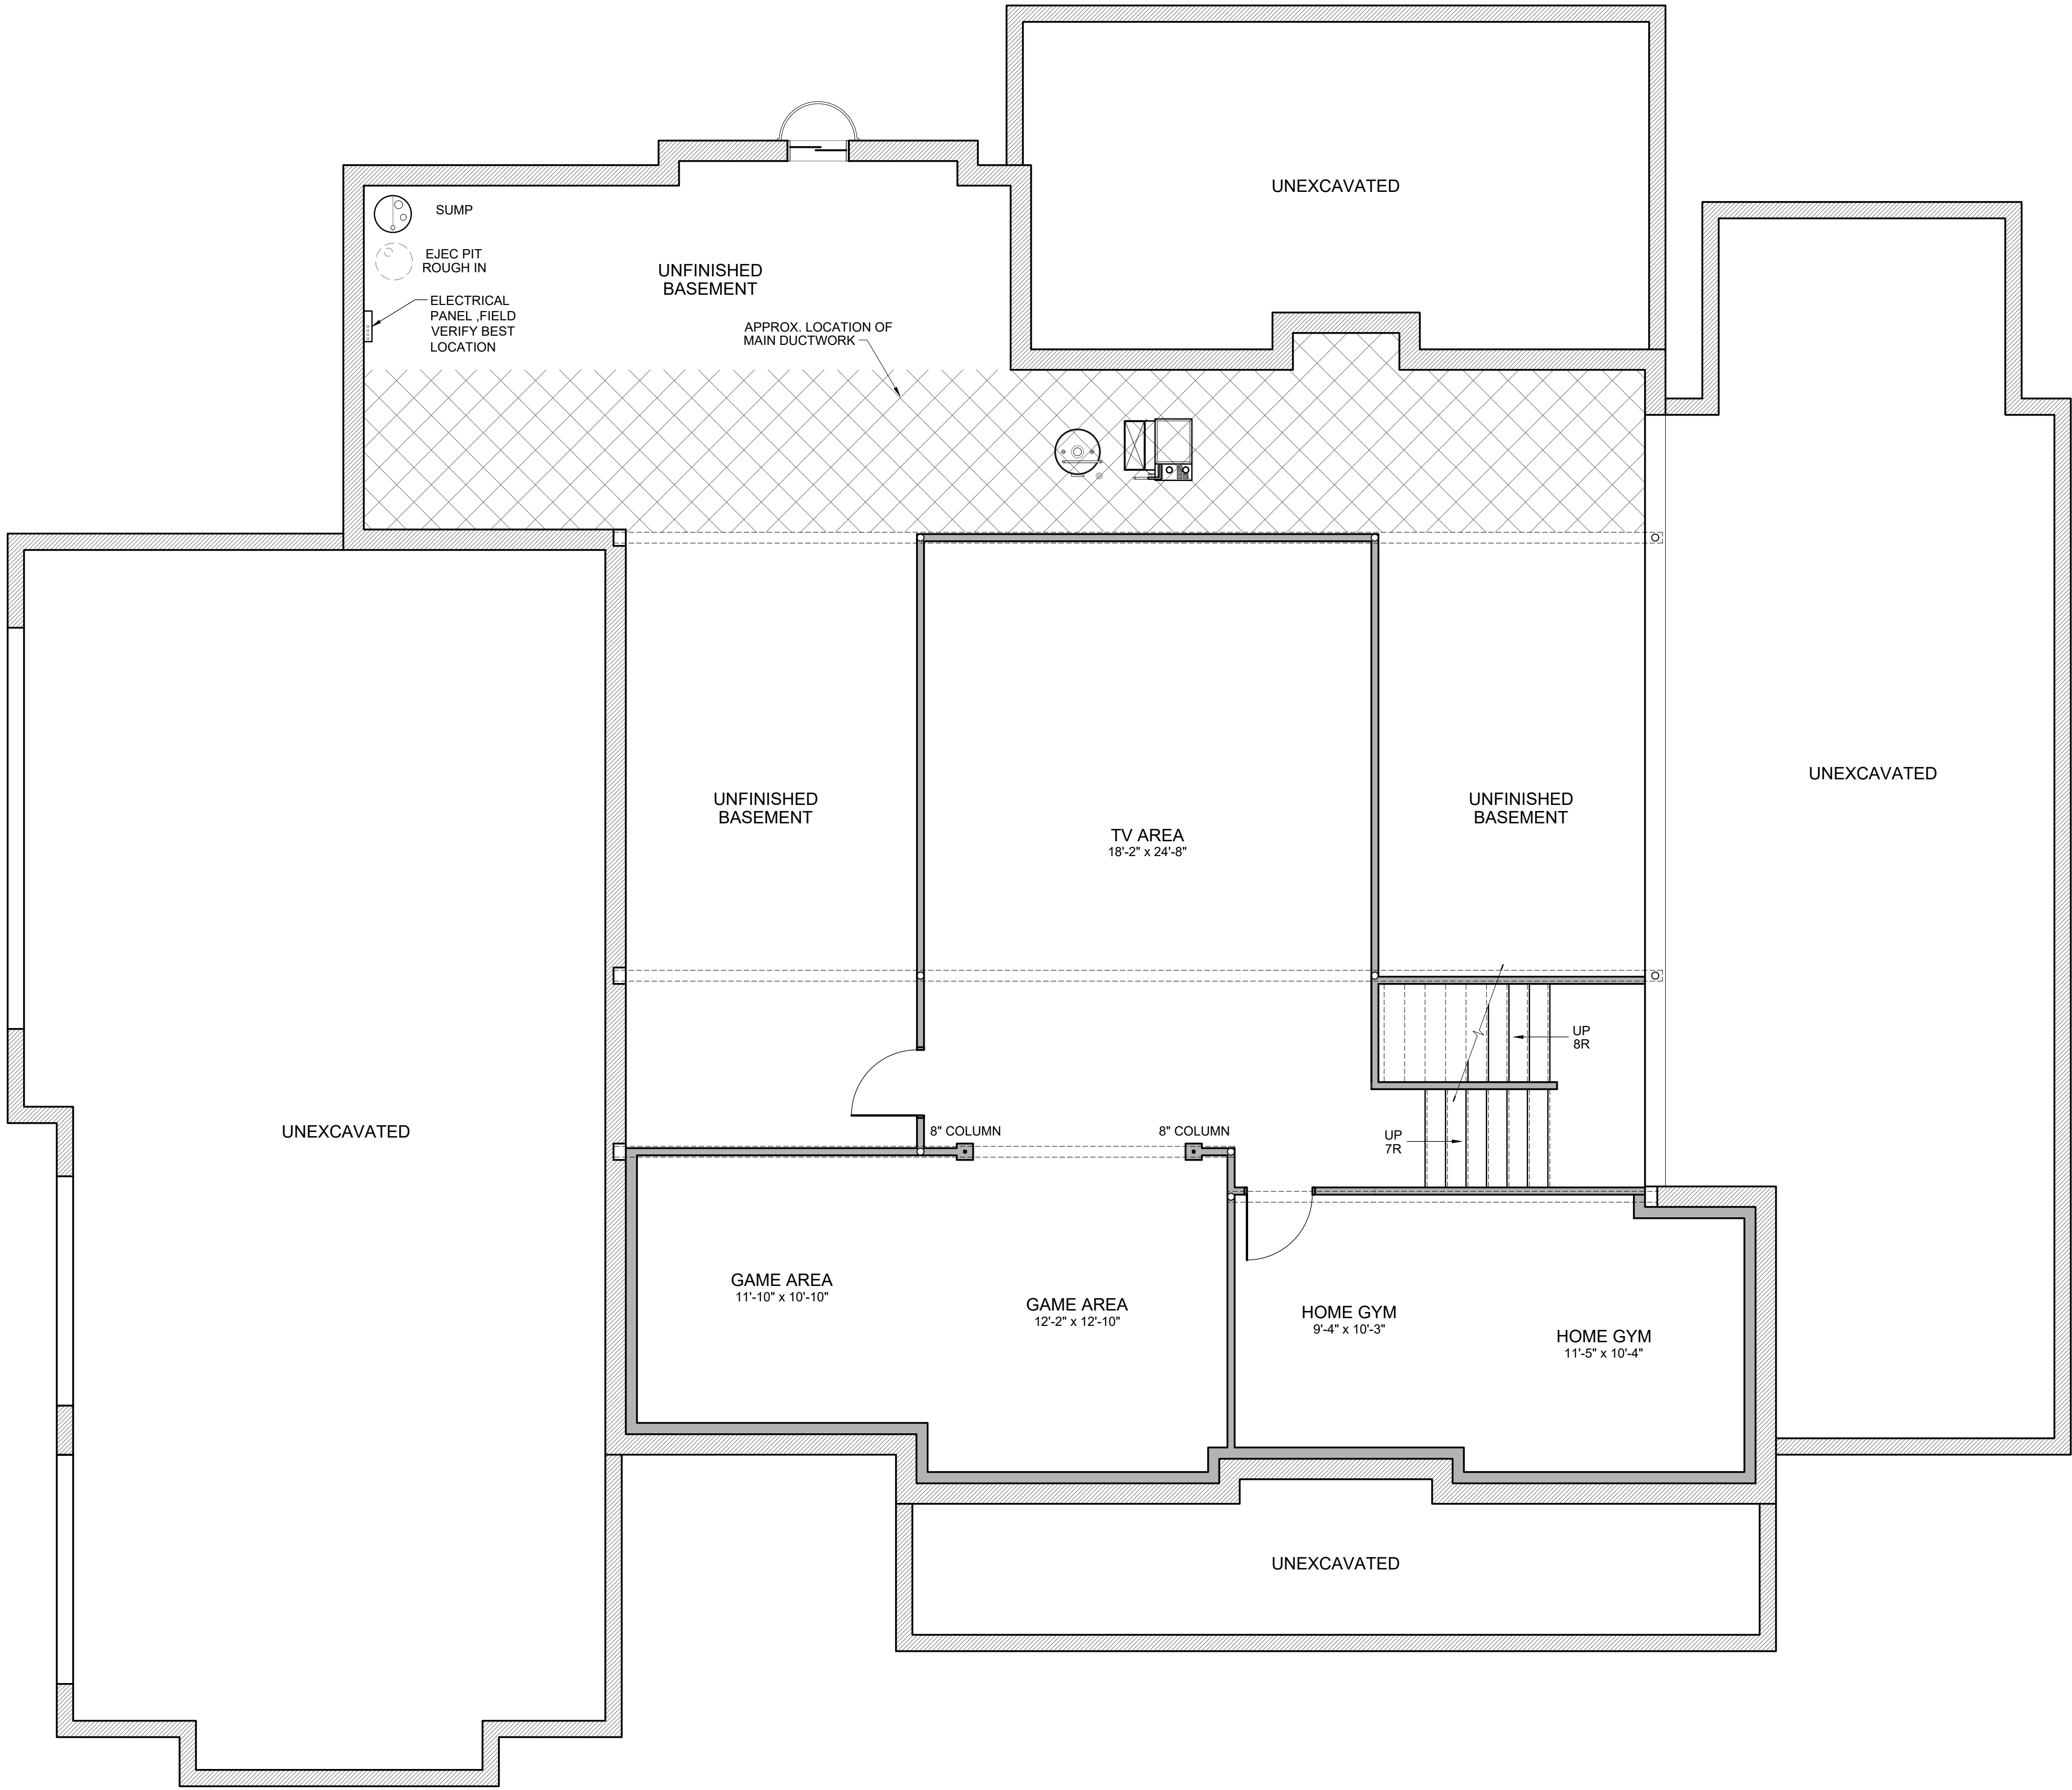 UNEXCAVATED
SUMP
EJEC PIT
ROUGH IN
UNFINISHED
BASEMENT
ELECTRICAL
PANEL ,FIELD
VERIFY BEST
LOCATION
APPROX. LOCATION OF
MAIN DUCTWORK
UNEXCAVATED
UNFINISHED
BASEMENT
TV AREA
18'-2" x 24'-8"
UNFINISHED
BASEMENT
UP
8R
UNEXCAVATED
8" COLUMN
8" COLUMN
UP
7R
GAME AREA
11'-10" x 10'-10"
GAME AREA
12'-2" x 12'-10"
HOME GYM
9'-4" x 10'-3"
HOME GYM
11'-5" x 10'-4"
UNEXCAVATED